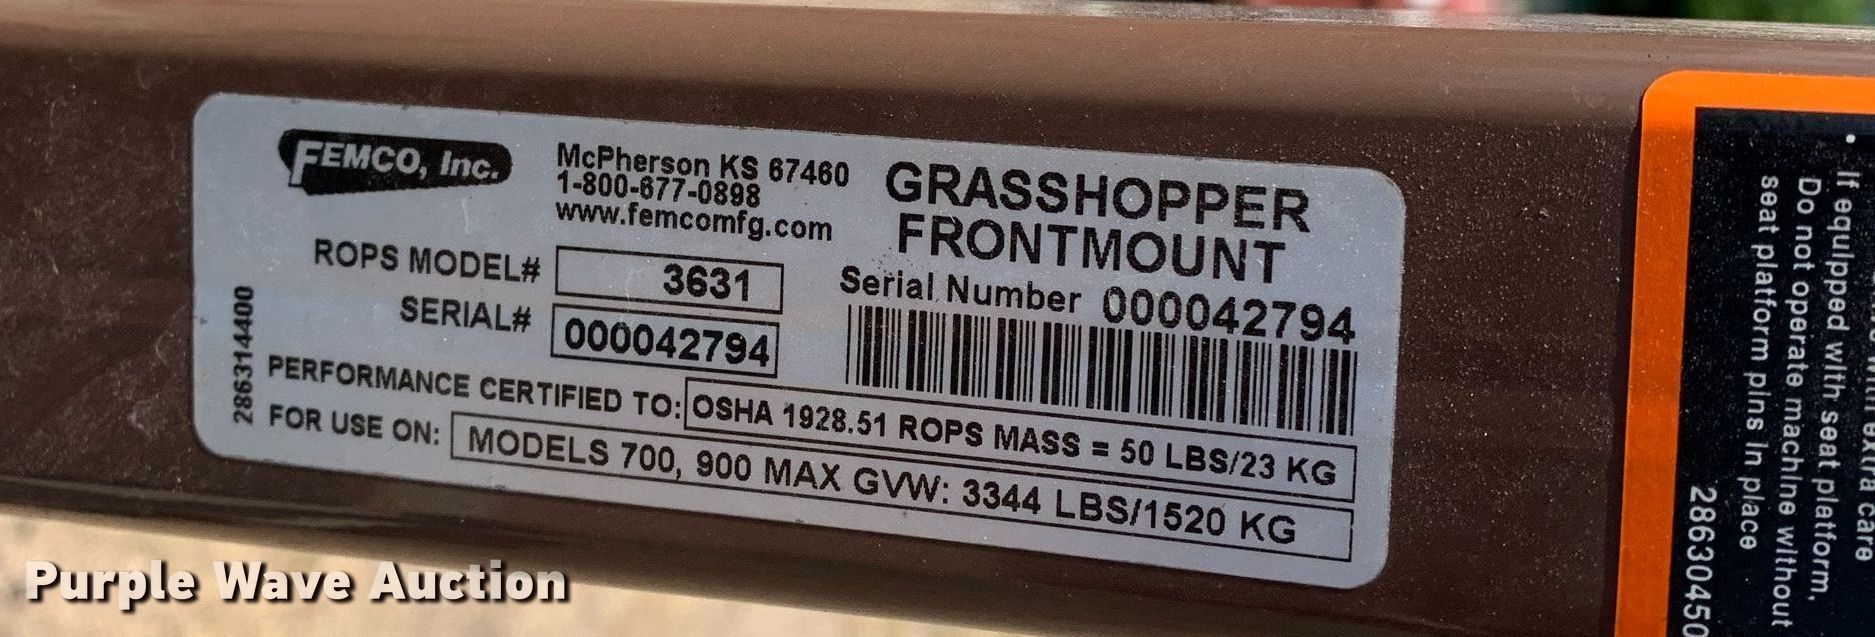 FEMCO, Inc.
McPherson KS 67460
1-800-677-0898
www.femcomfg.com
GRASSHOPPER
FRONTMOUNT
ROPS MODEL# 3631
SERIAL# 000042794
Serial Number 000042794
286314400
PERFORMANCE CERTIFIED TO: OSHA 1928.51 ROPS MASS = 50 LBS/23 KG
FOR USE ON: MODELS 700, 900 MAX GVW: 3344 LBS/1520 KG
extra care
• If equipped with seat platform,
Do not operate machine without
seat platform pins in place
28630450
Purple Wave Auction